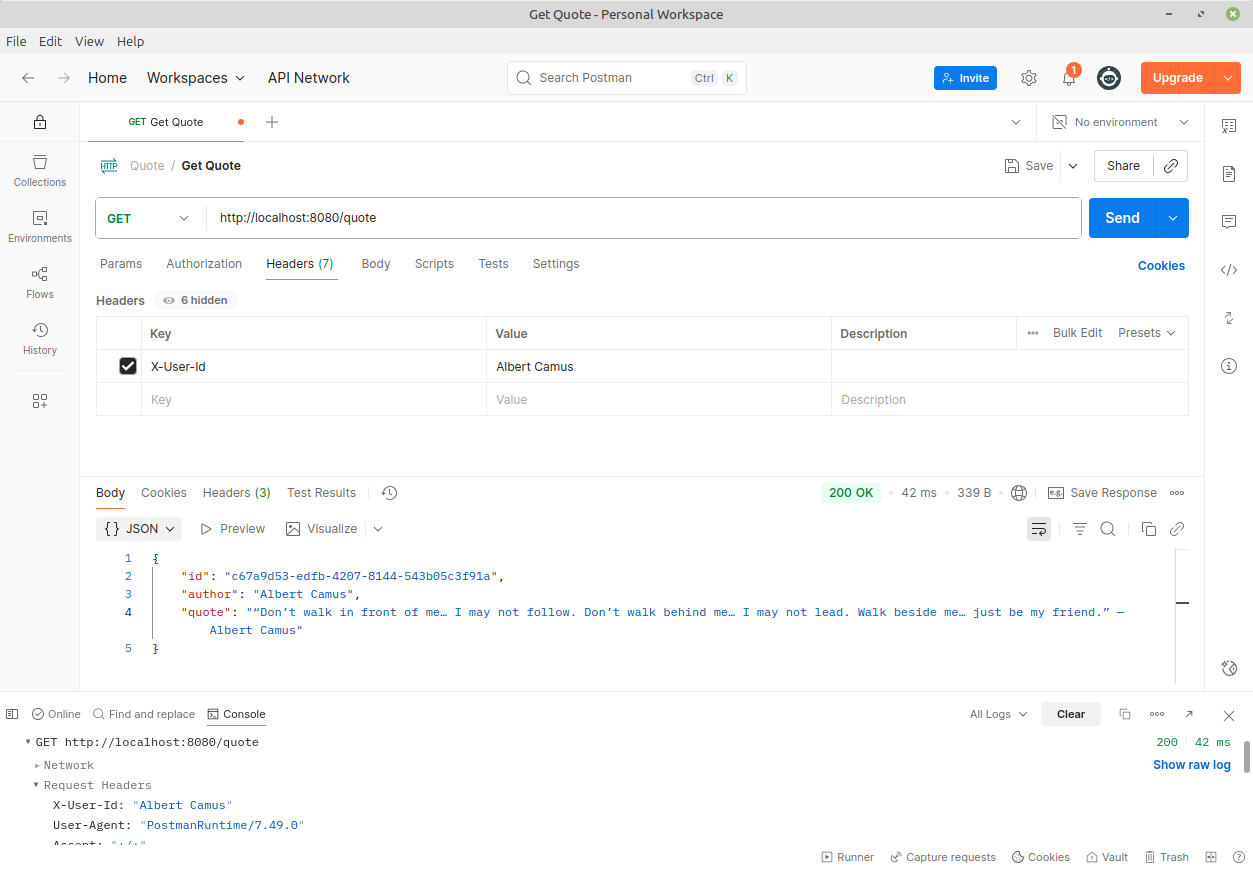 Get Quote - Personal Workspace
File Edit View Help
Home Workspaces API Network Search Postman Ctrl K Invite 1 Upgrade
GET Get Quote No environment
HTTP Quote / Get Quote Save Share
GET http://localhost:8080/quote Send
Params Authorization Headers (7) Body Scripts Tests Settings Cookies
Headers 6 hidden
Key Value Description Bulk Edit Presets
X-User-Id Albert Camus
Key Value Description
Collections
Environments
Flows
History
Body Cookies Headers (3) Test Results 200 OK 42 ms 339 B e.g. Save Response
{ } JSON Preview Visualize
1 {
2 "id": "c67a9d53-edfb-4207-8144-543b05c3f91a",
3 "author": "Albert Camus",
4 "quote": "“Don’t walk in front of me… I may not follow. Don’t walk behind me… I may not lead. Walk beside me… just be my friend.” —
Albert Camus"
5 }
Online Find and replace Console All Logs Clear
GET http://localhost:8080/quote 200 42 ms
Network Show raw log
Request Headers
X-User-Id: "Albert Camus"
User-Agent: "PostmanRuntime/7.49.0"
Runner Capture requests Cookies Vault Trash